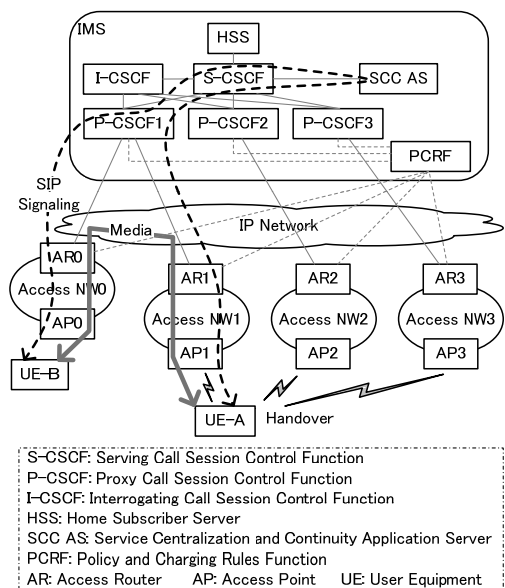 IMS
HSS
I-CSCF S-CSCF SCC AS
P-CSCF1 P-CSCF2 P-CSCF3
PCRF
SIP
Signaling
Media IP Network
AR0
Access NW0
AP0
AR1 AR2 AR3
Access NW1 Access NW2 Access NW3
AP1 AP2 AP3
UE-B
UE-A Handover
S-CSCF: Serving Call Session Control Function
P-CSCF: Proxy Call Session Control Function
I-CSCF: Interrogating Call Session Control Function
HSS: Home Subscriber Server
SCC AS: Service Centralization and Continuity Application Server
PCRF: Policy and Charging Rules Function
AR: Access Router AP: Access Point UE: User Equipment